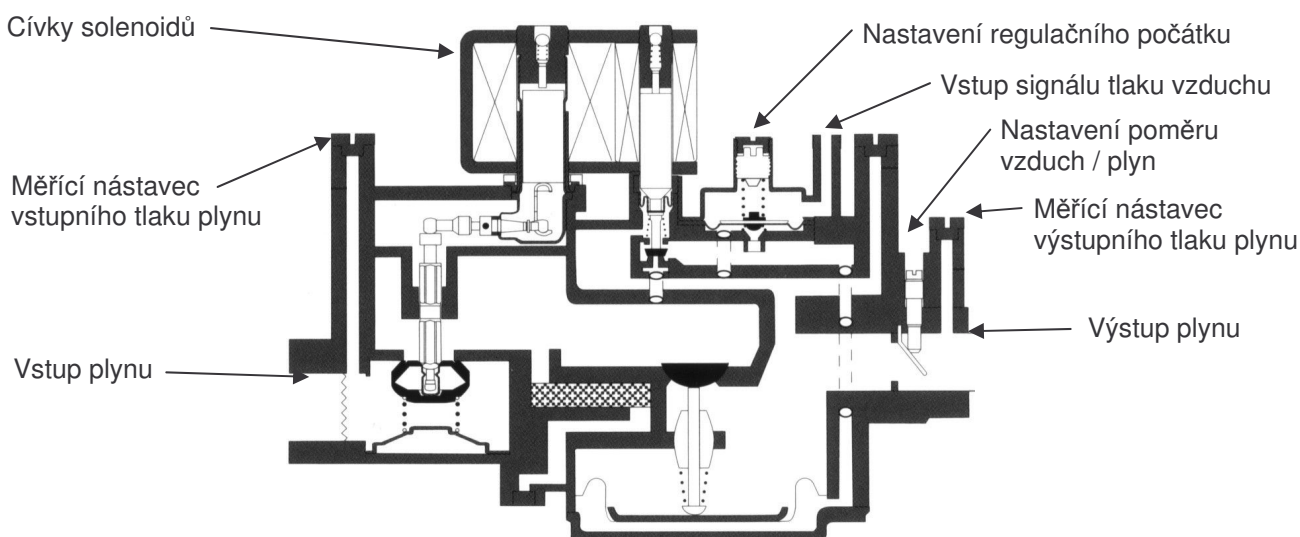 Cívky solenoidů
Nastavení regulačního počátku
Vstup signálu tlaku vzduchu
Nastavení poměru
vzduch / plyn
Měřící nástavec
vstupního tlaku plynu
Měřící nástavec
výstupního tlaku plynu
Vstup plynu
Výstup plynu